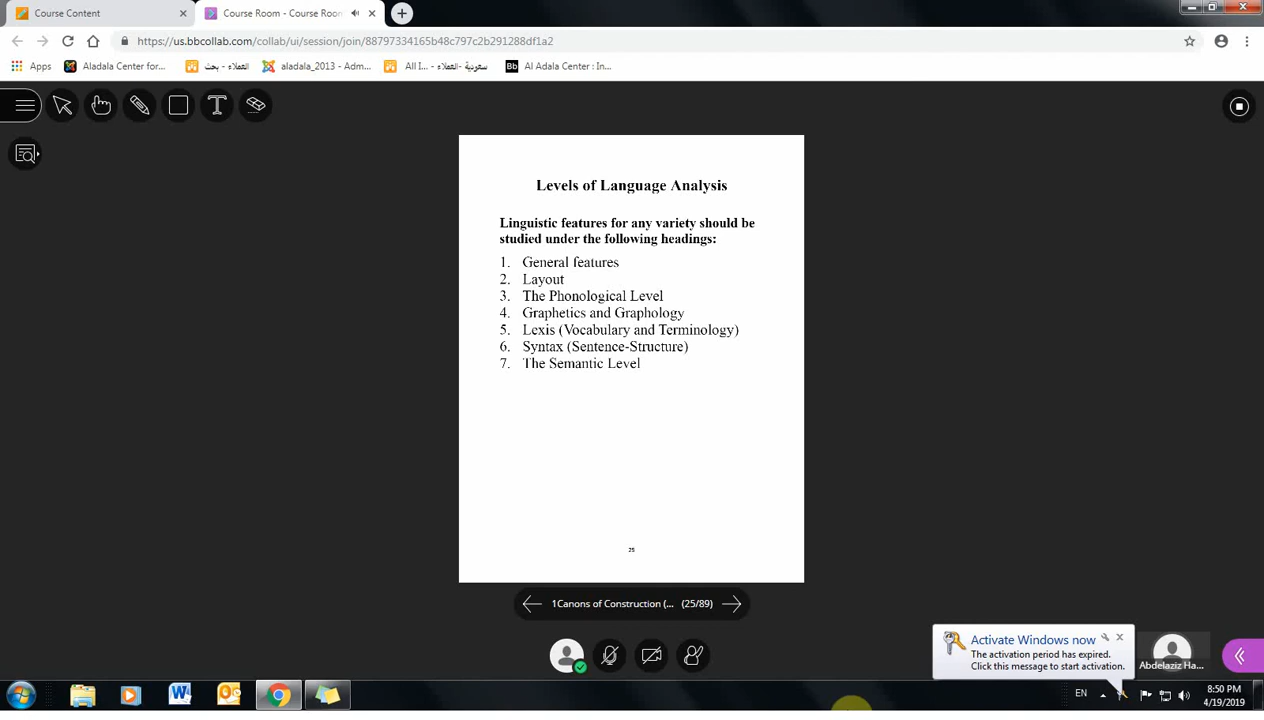 Course Content
Course Room - Course Roon
https://us.bbcollab.com/collab/ui/session/join/88797334165b48c797c2b291288df1a2
Apps
Aladala Center for...
العملاء - بحث
aladala_2013 - Adm...
All I... - سعودية -العملاء
Al Adala Center : In...
Levels of Language Analysis
Linguistic features for any variety should be
studied under the following headings:
1. General features
2. Layout
3. The Phonological Level
4. Graphetics and Graphology
5. Lexis (Vocabulary and Terminology)
6. Syntax (Sentence-Structure)
7. The Semantic Level
25
1Canons of Construction (... (25/89)
Activate Windows now
The activation period has expired.
Click this message to start activation.
Abdelaziz Ha...
EN
8:50 PM
4/19/2019